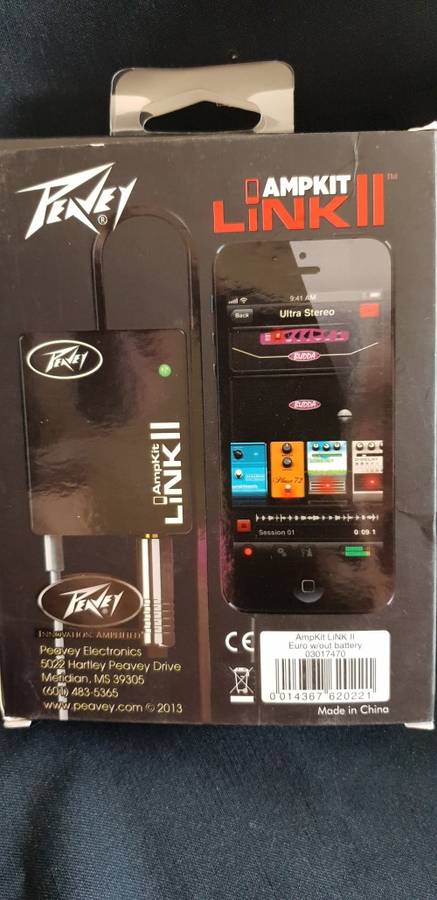 PEAVEY®
AMPKIT
LiNK II™
9:41 AM
Back
Ultra Stereo
BUDDA
BUDDA
PEAVEY
AmpKit
LiNK II
Session 01
0:09.1
PEAVEY
INNOVATION. AMPLIFIED.
Peavey Electronics
5022 Hartley Peavey Drive
Meridian, MS 39305
(601) 483-5365
www.peavey.com © 2013
CE
AmpKit LiNK II
Euro w/out battery
03017470
0 014367 620221
Made in China